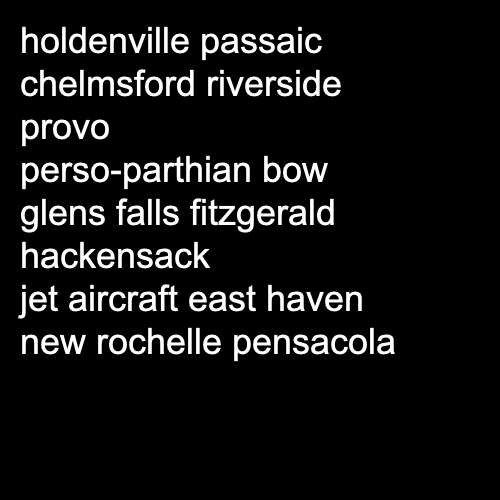 holdenville passaic
chelmsford riverside
provo
perso-parthian bow
glens falls fitzgerald
hackensack
jet aircraft east haven
new rochelle pensacola